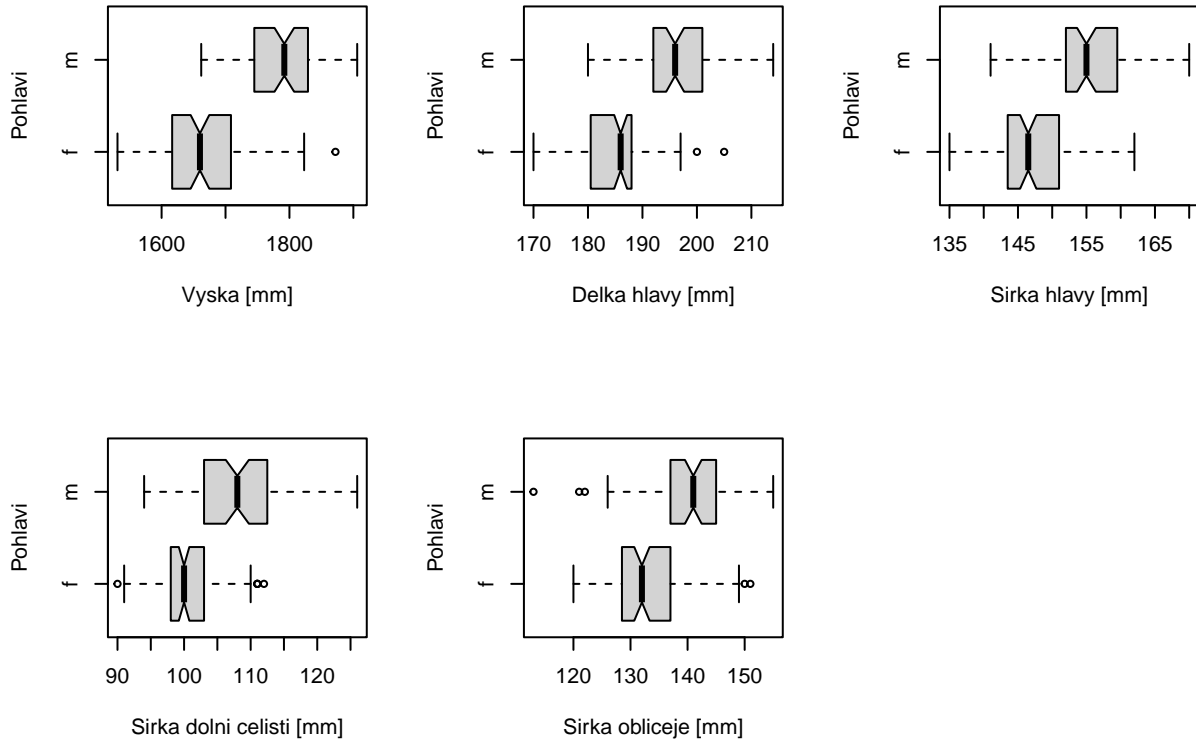 m
f
Pohlavi
1600 1800
Vyska [mm]
m
f
Pohlavi
170 180 190 200 210
Delka hlavy [mm]
m
f
Pohlavi
135 145 155 165
Sirka hlavy [mm]
m
f
Pohlavi
90 100 110 120
Sirka dolni celisti [mm]
m
f
Pohlavi
120 130 140 150
Sirka obliceje [mm]